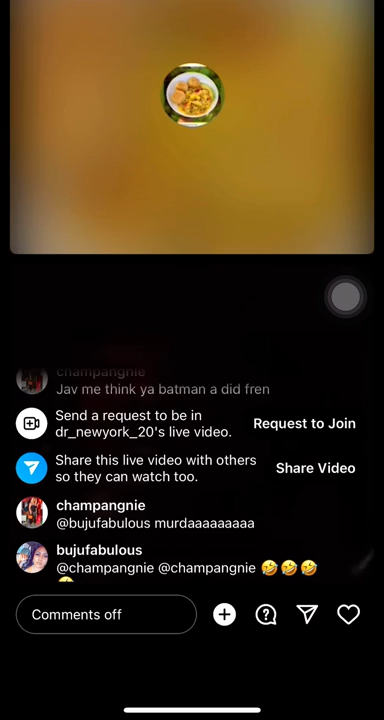 champangnie
Jav me think ya batman a did fren
Send a request to be in
dr_newyork_20's live video.
Request to Join
Share this live video with others
so they can watch too.
Share Video
champangnie
@bujufabulous murdaaaaaaaaa
bujufabulous
@champangnie @champangnie 🤣🤣🤣
🤣
Comments off